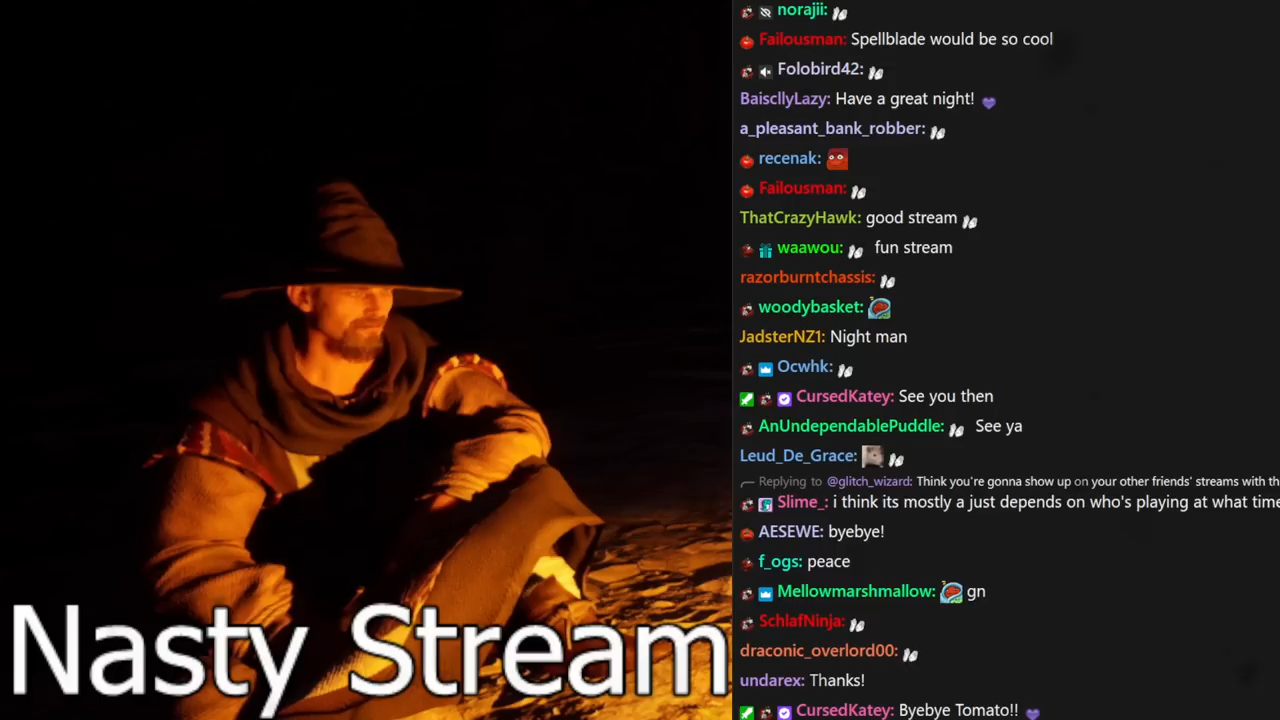 norajii:
Failousman: Spellblade would be so cool
Folobird42:
BaiscllyLazy: Have a great night!
a_pleasant_bank_robber:
recenak:
Failousman:
ThatCrazyHawk: good stream
waawou: fun stream
razorburntchassis:
woodybasket:
JadsterNZ1: Night man
Ocwhk:
CursedKatey: See you then
AnUndependablePuddle: See ya
Leud_De_Grace:
Replying to @glitch_wizard: Think you're gonna show up on your other friends' streams with th
Slime_: i think its mostly a just depends on who's playing at what time
AESEWE: byebye!
f_ogs: peace
Mellowmarshmallow: gn
SchlafNinja:
draconic_overlord00:
undarex: Thanks!
CursedKatey: Byebye Tomato!!
Nasty Stream